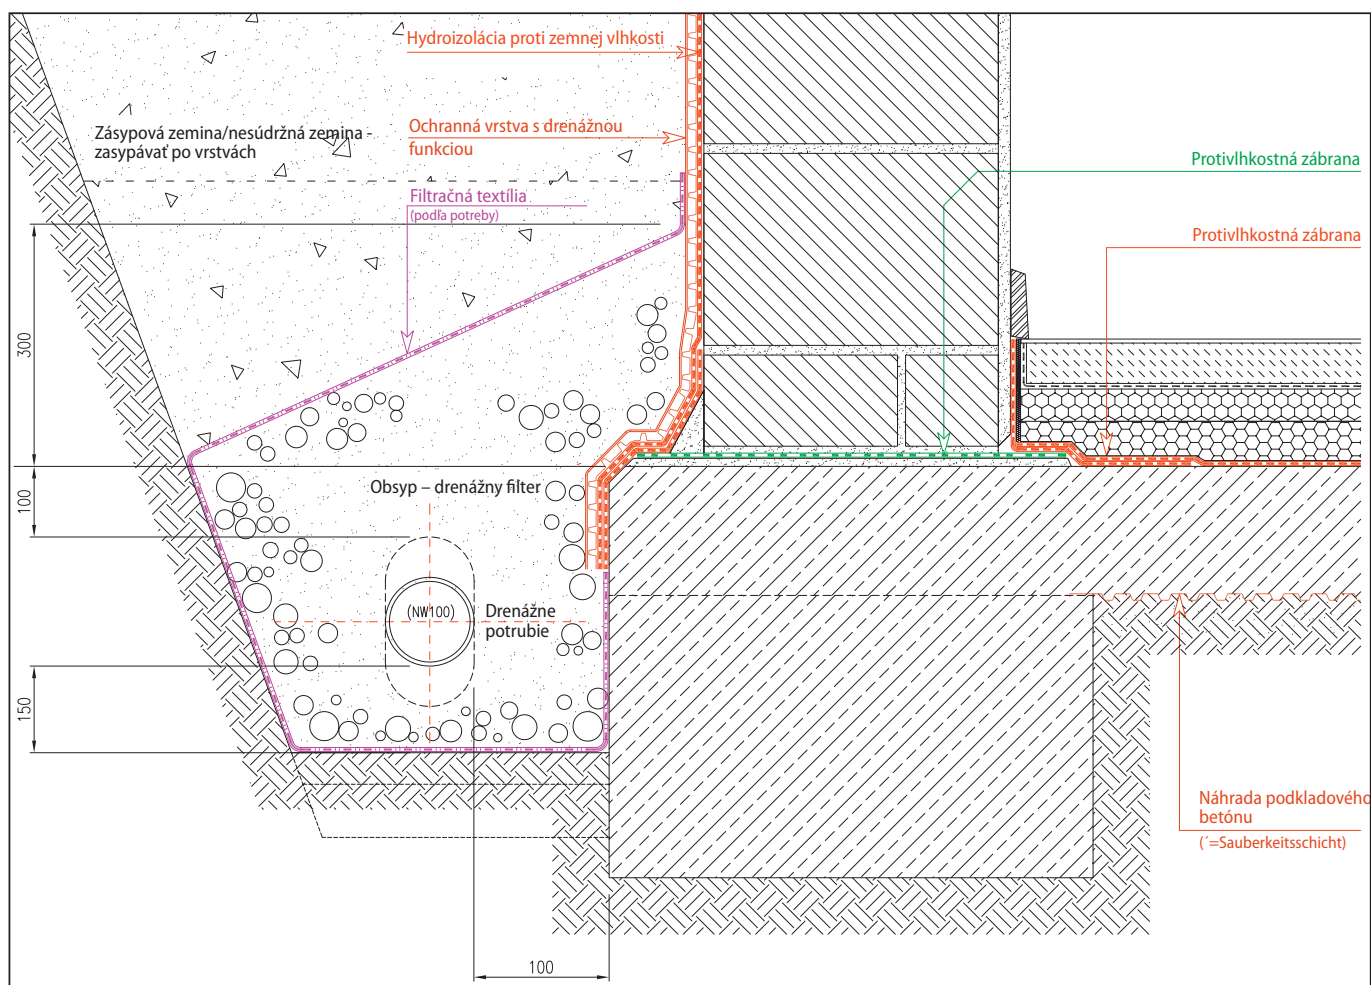 Hydroizolácia proti zemnej vlhkosti
Zásypová zemina/nesúdržná zemina -
zasypávať po vrstvách
Ochranná vrstva s drenážnou
funkciou
Protivlhkostná zábrana
Filtračná textília
(podľa potreby)
Protivlhkostná zábrana
300
100
Obsyp – drenážny filter
(NW100)
Drenážne
potrubie
150
Náhrada podkladového
betónu
(´=Sauberkeitsschicht)
100